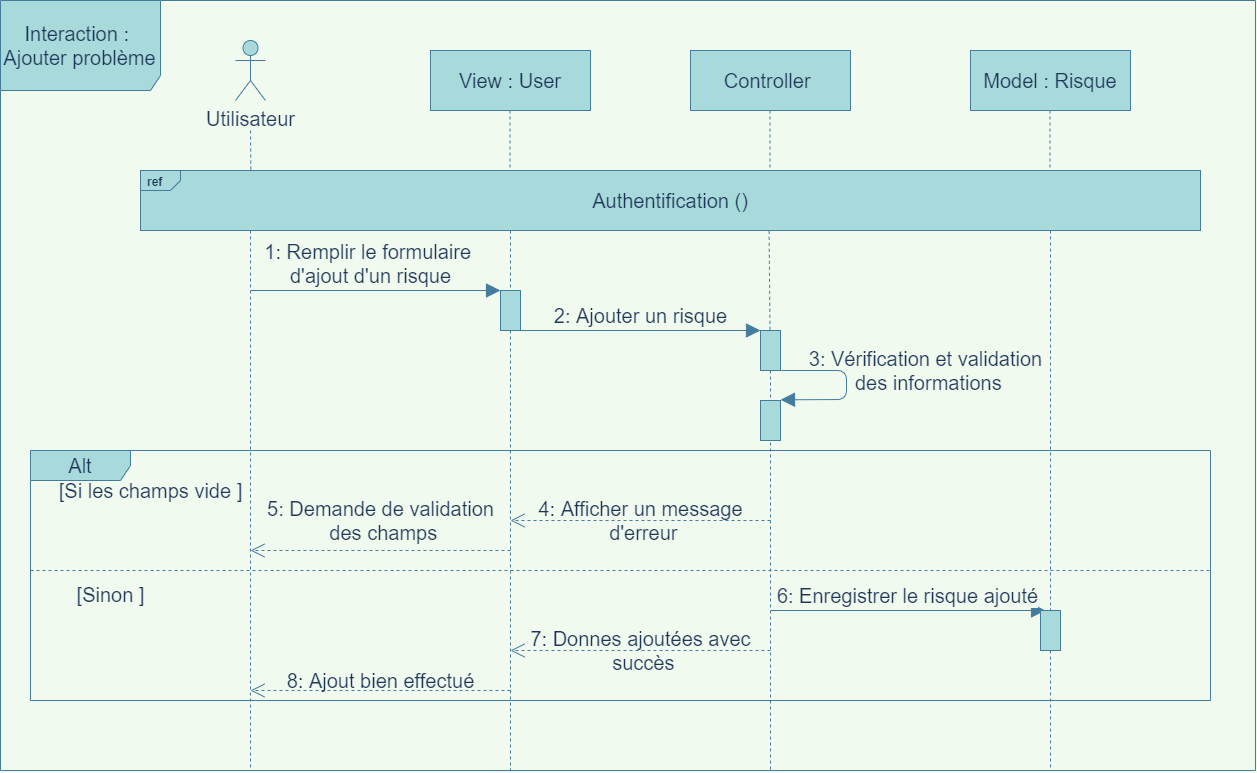 Interaction :
Ajouter problème
Utilisateur
View : User
Controller
Model : Risque
ref
Authentification ()
1: Remplir le formulaire
d'ajout d'un risque
2: Ajouter un risque
3: Vérification et validation
des informations
Alt
[Si les champs vide ]
5: Demande de validation
des champs
4: Afficher un message
d'erreur
[Sinon ]
6: Enregistrer le risque ajouté
7: Donnes ajoutées avec
succès
8: Ajout bien effectué